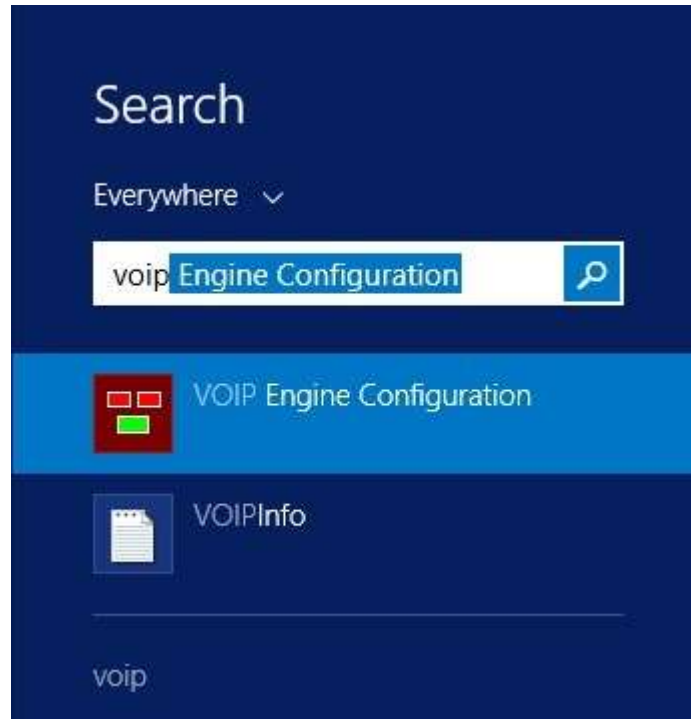 Search
Everywhere
voip Engine Configuration
VOIP Engine Configuration
VOIPInfo
voip